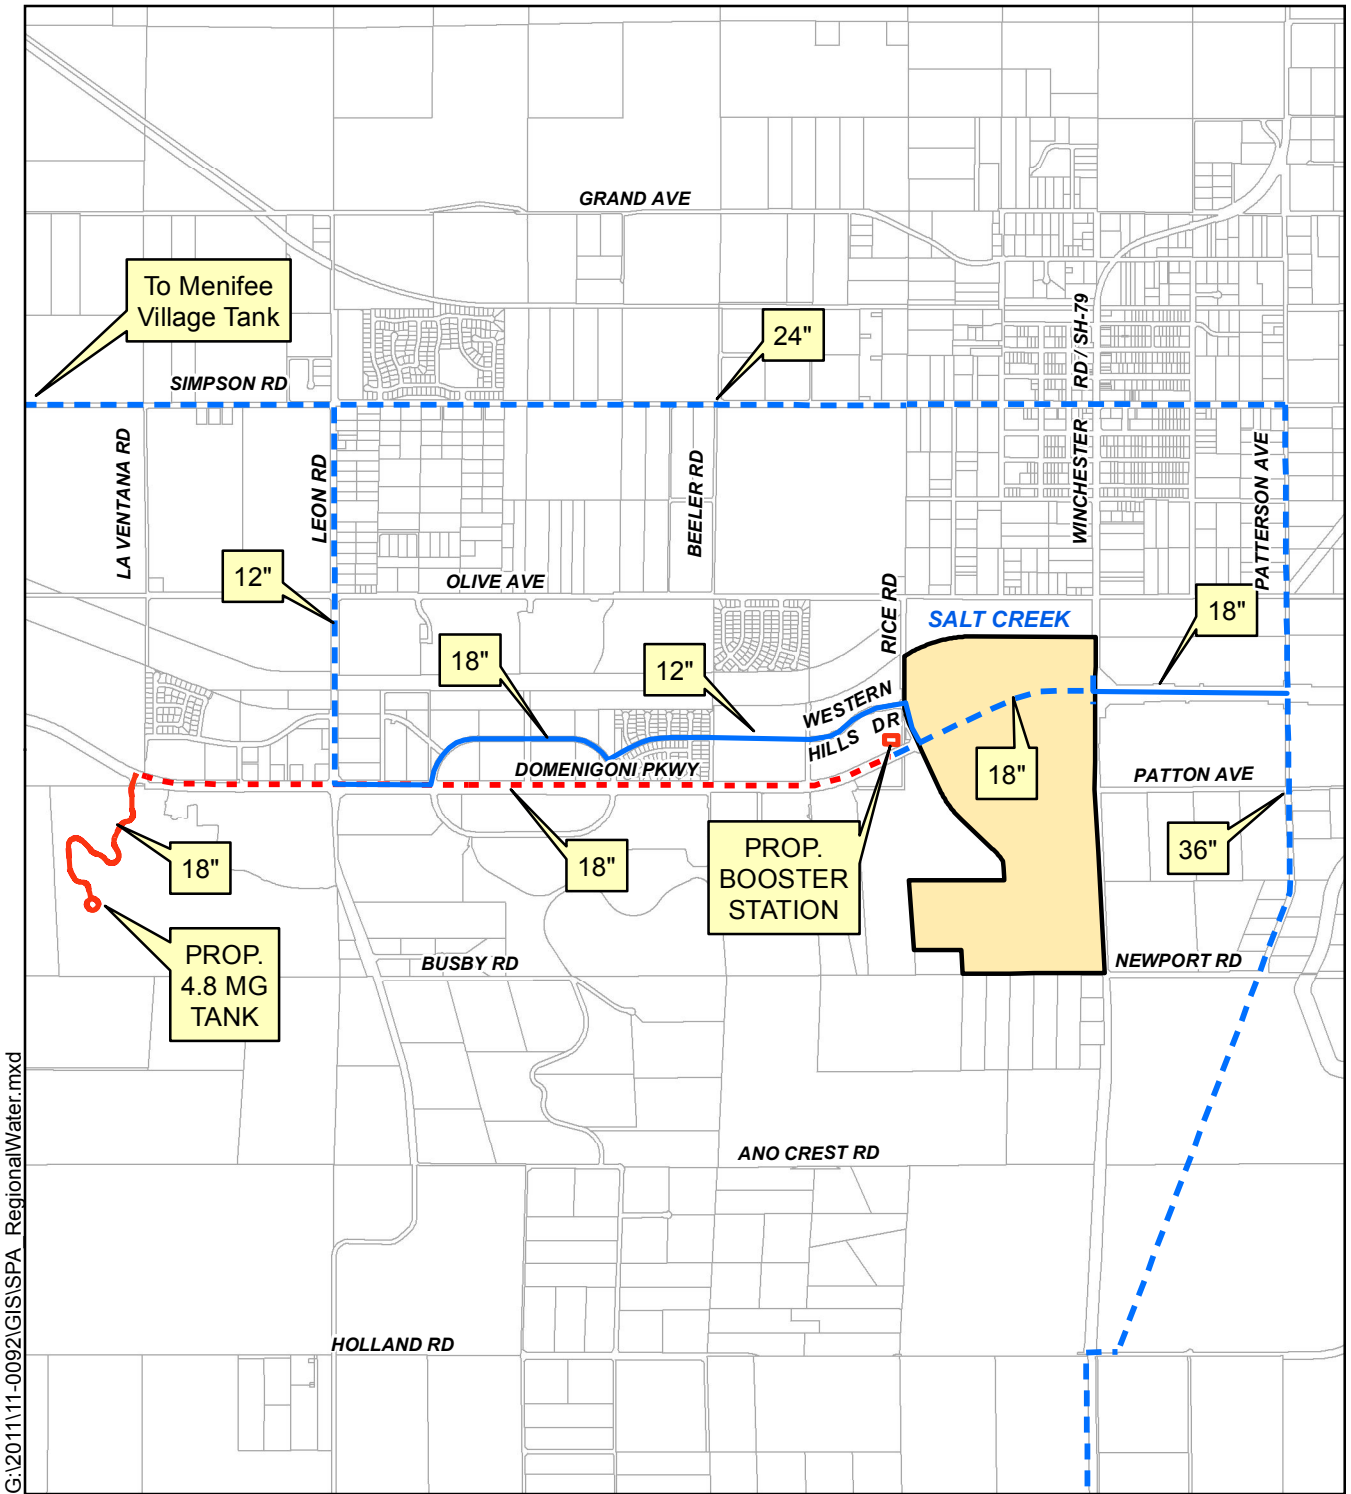 GRAND AVE
To Menifee
Village Tank
24"
WINCHESTER RD / SH-79
SIMPSON RD
LA VENTANA RD
LEON RD
BEELER RD
PATTERSON AVE
12"
OLIVE AVE
RICE RD
SALT CREEK
18"
18"
12"
WESTERN
HILLS DR
DOMENIGONI PKWY
18"
PATTON AVE
18"
18"
PROP.
BOOSTER
STATION
36"
PROP.
4.8 MG
TANK
BUSBY RD
NEWPORT RD
ANO CREST RD
HOLLAND RD
G:\2011\11-0092\GIS\SPA_RegionalWater.mxd